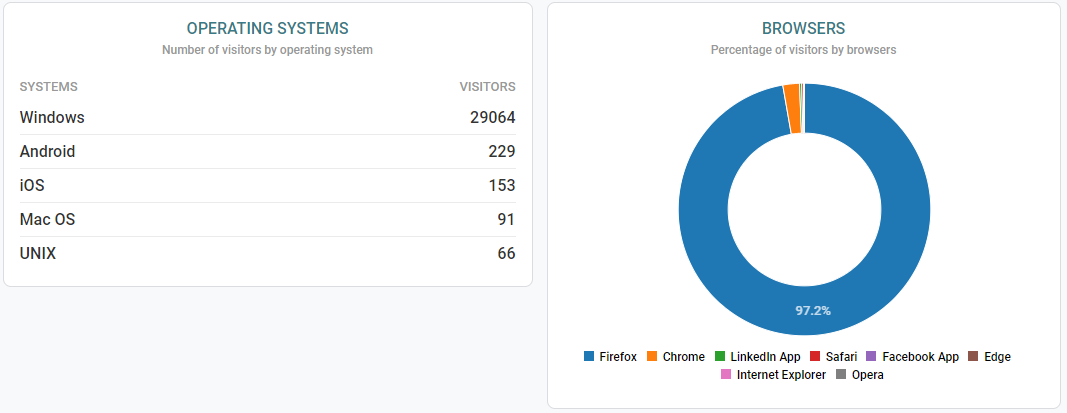 OPERATING SYSTEMS
Number of visitors by operating system
SYSTEMS VISITORS
Windows 29064
Android 229
iOS 153
Mac OS 91
UNIX 66
BROWSERS
Percentage of visitors by browsers
97.2%
Firefox Chrome LinkedIn App Safari Facebook App Edge
Internet Explorer Opera